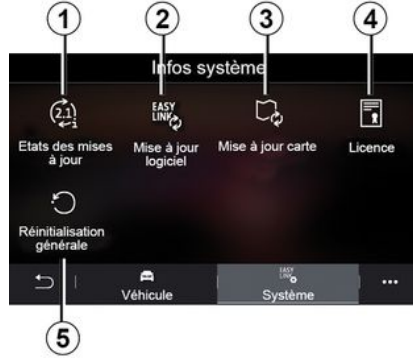 1 2 3 4
Infos système
2.1
EASY
LINK
Etats des mises
à jour
Mise à jour
logiciel
Mise à jour carte
Licence
Réinitialisation
générale
EASY
LINK
Véhicule
Système
5